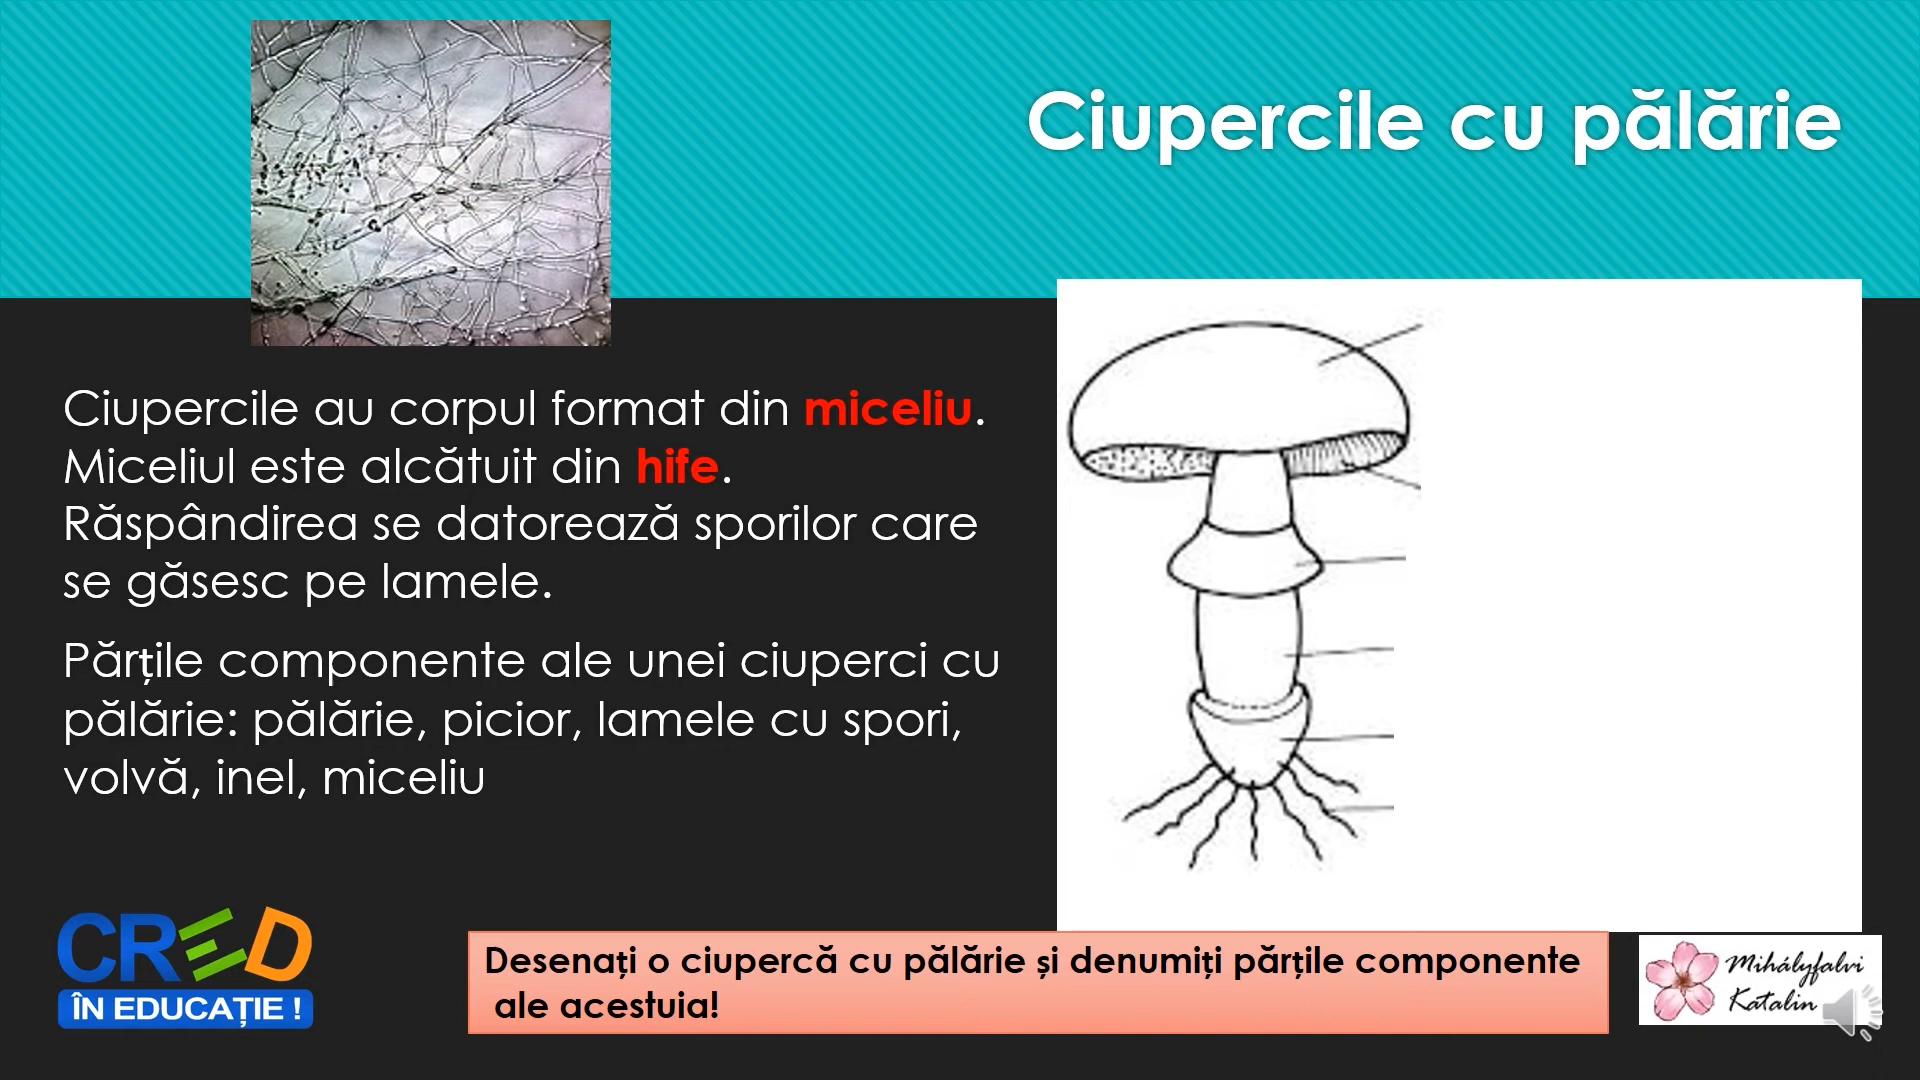 Ciupercile cu pălărie
Ciupercile au corpul format din miceliu.
Miceliul este alcătuit din hife.
Răspândirea se datorează sporilor care
se găsesc pe lamele.
Părțile componente ale unei ciuperci cu
pălărie: pălărie, picior, lamele cu spori,
volvă, inel, miceliu
CRED
ÎN EDUCAȚIE !
Desenați o ciupercă cu pălărie și denumiți părțile componente
ale acestuia!
Mihályfalvi
Katalin